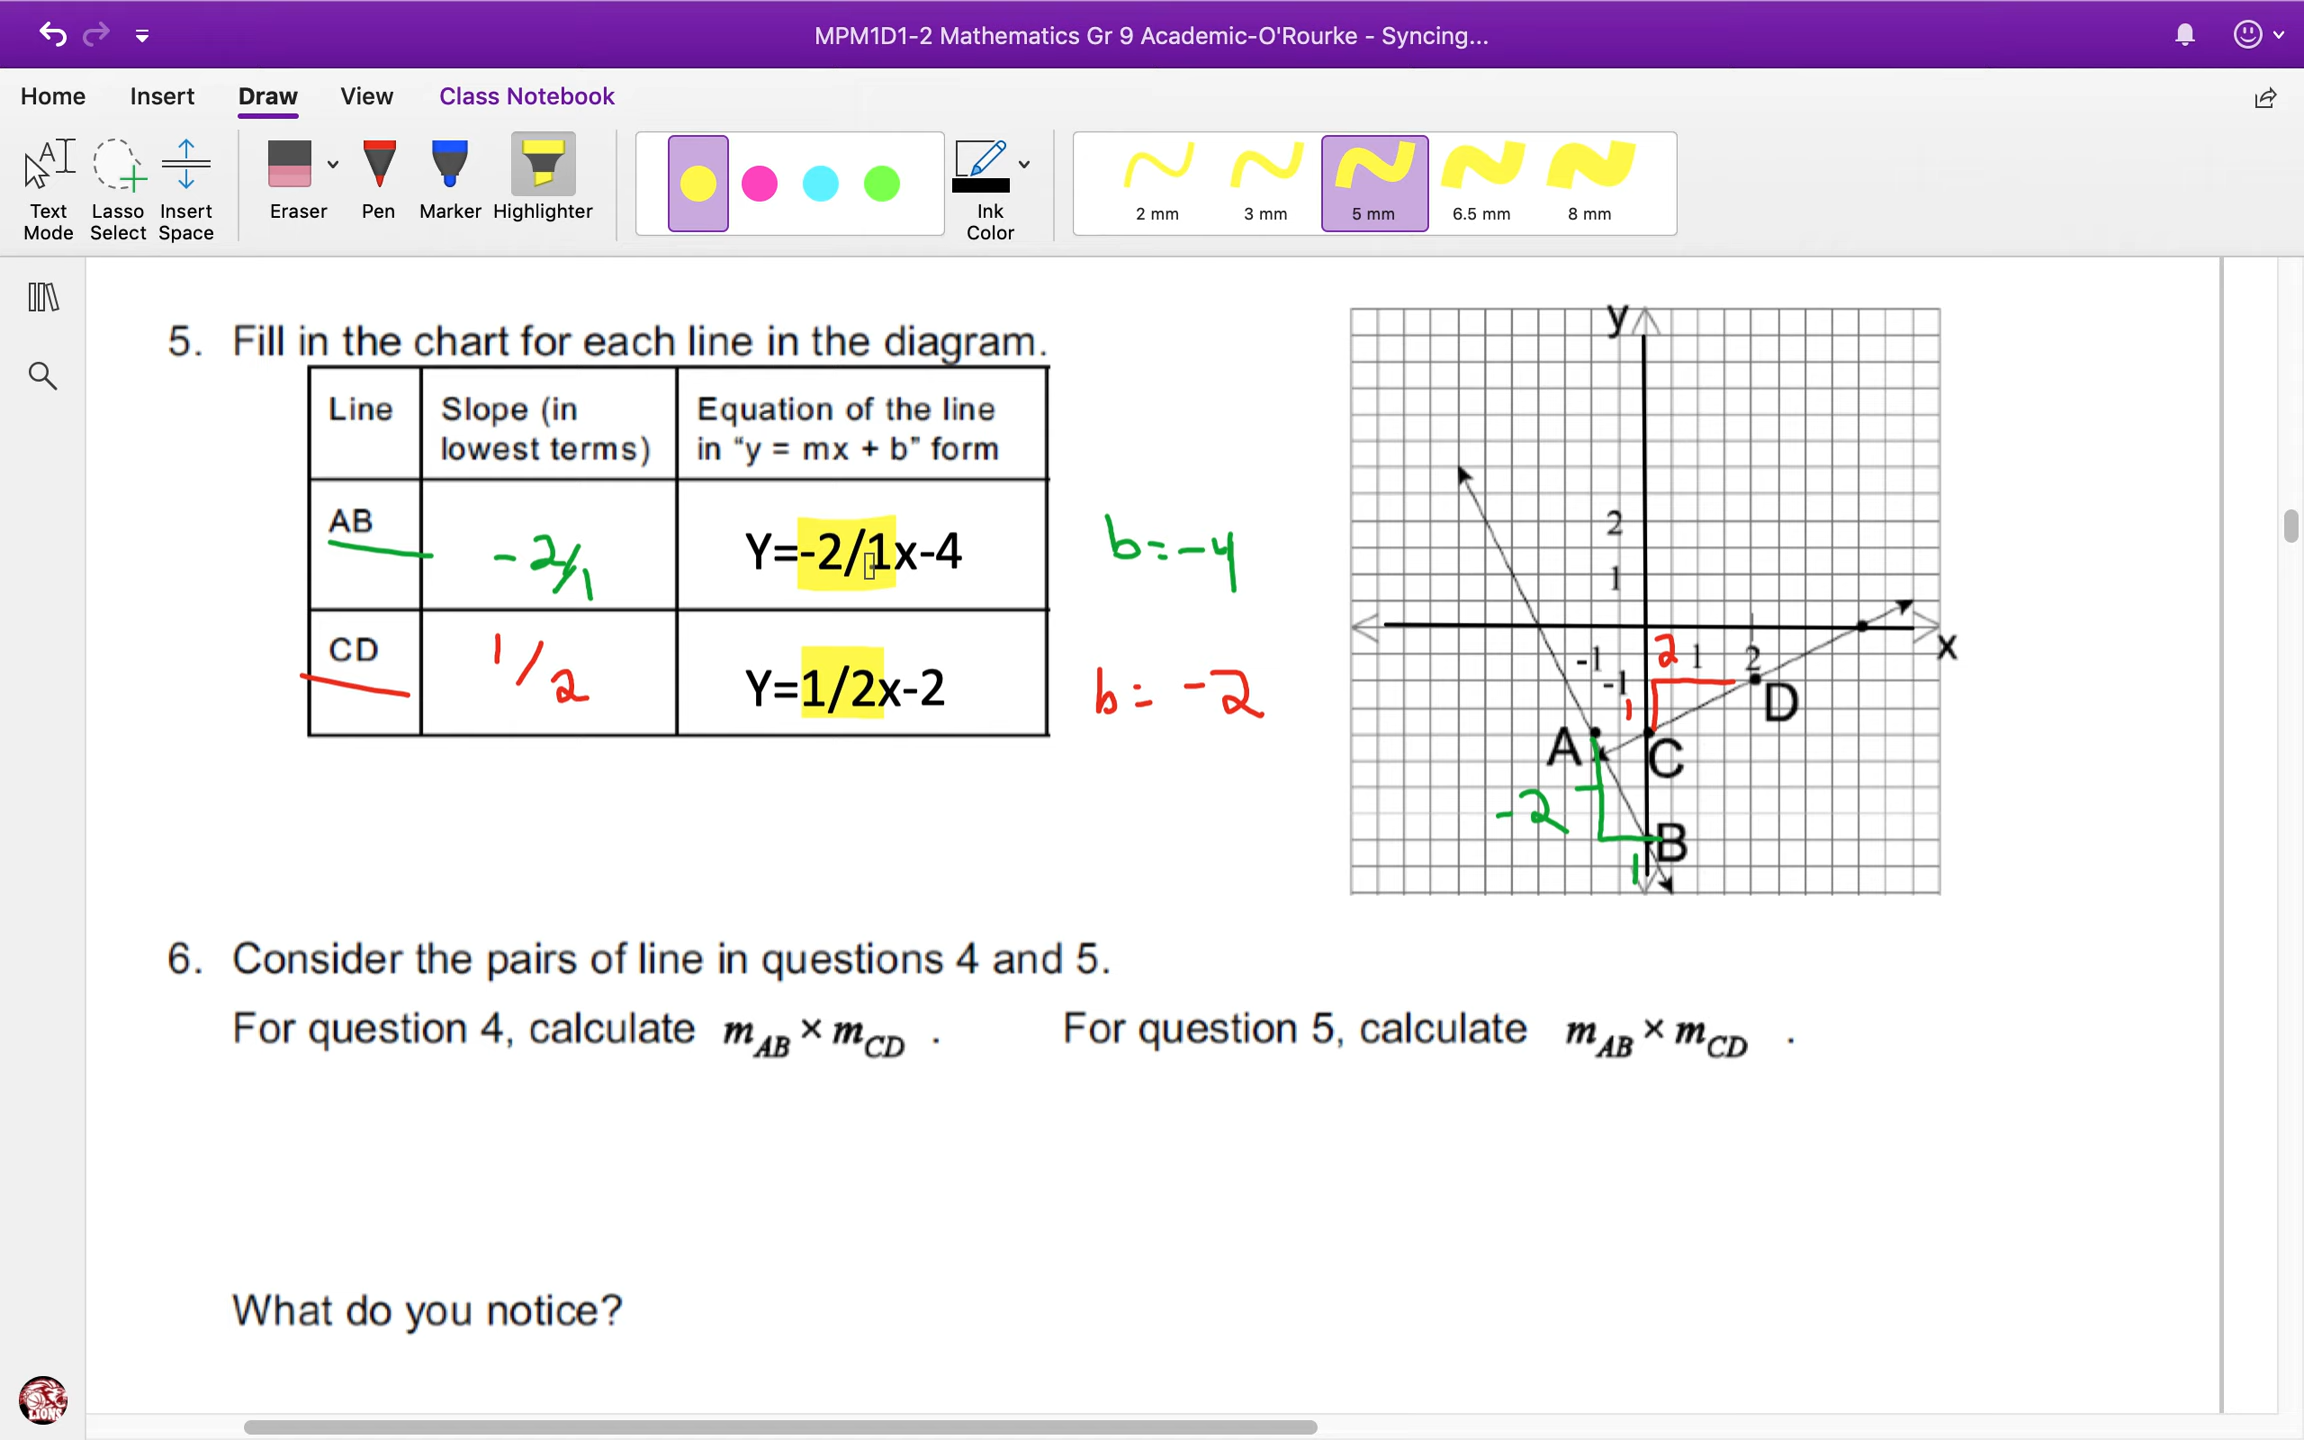 MPM1D1-2 Mathematics Gr 9 Academic-O'Rourke - Syncing...
Home Insert Draw View Class Notebook
Text Mode
Lasso Select
Insert Space
Eraser
Pen
Marker
Highlighter
Ink Color
2 mm
3 mm
5 mm
6.5 mm
8 mm
5. Fill in the chart for each line in the diagram.
Line
Slope (in
lowest terms)
Equation of the line
in “y = mx + b” form
AB
-2/1
Y=-2/1x-4
b=-4
CD
1/2
Y=1/2x-2
b=-2
y
2
1
x
-1
2
1
2
-1
1
D
A
C
-2
B
1
6. Consider the pairs of line in questions 4 and 5.
For question 4, calculate m_AB × m_CD .
For question 5, calculate m_AB × m_CD .
What do you notice?
LIONS